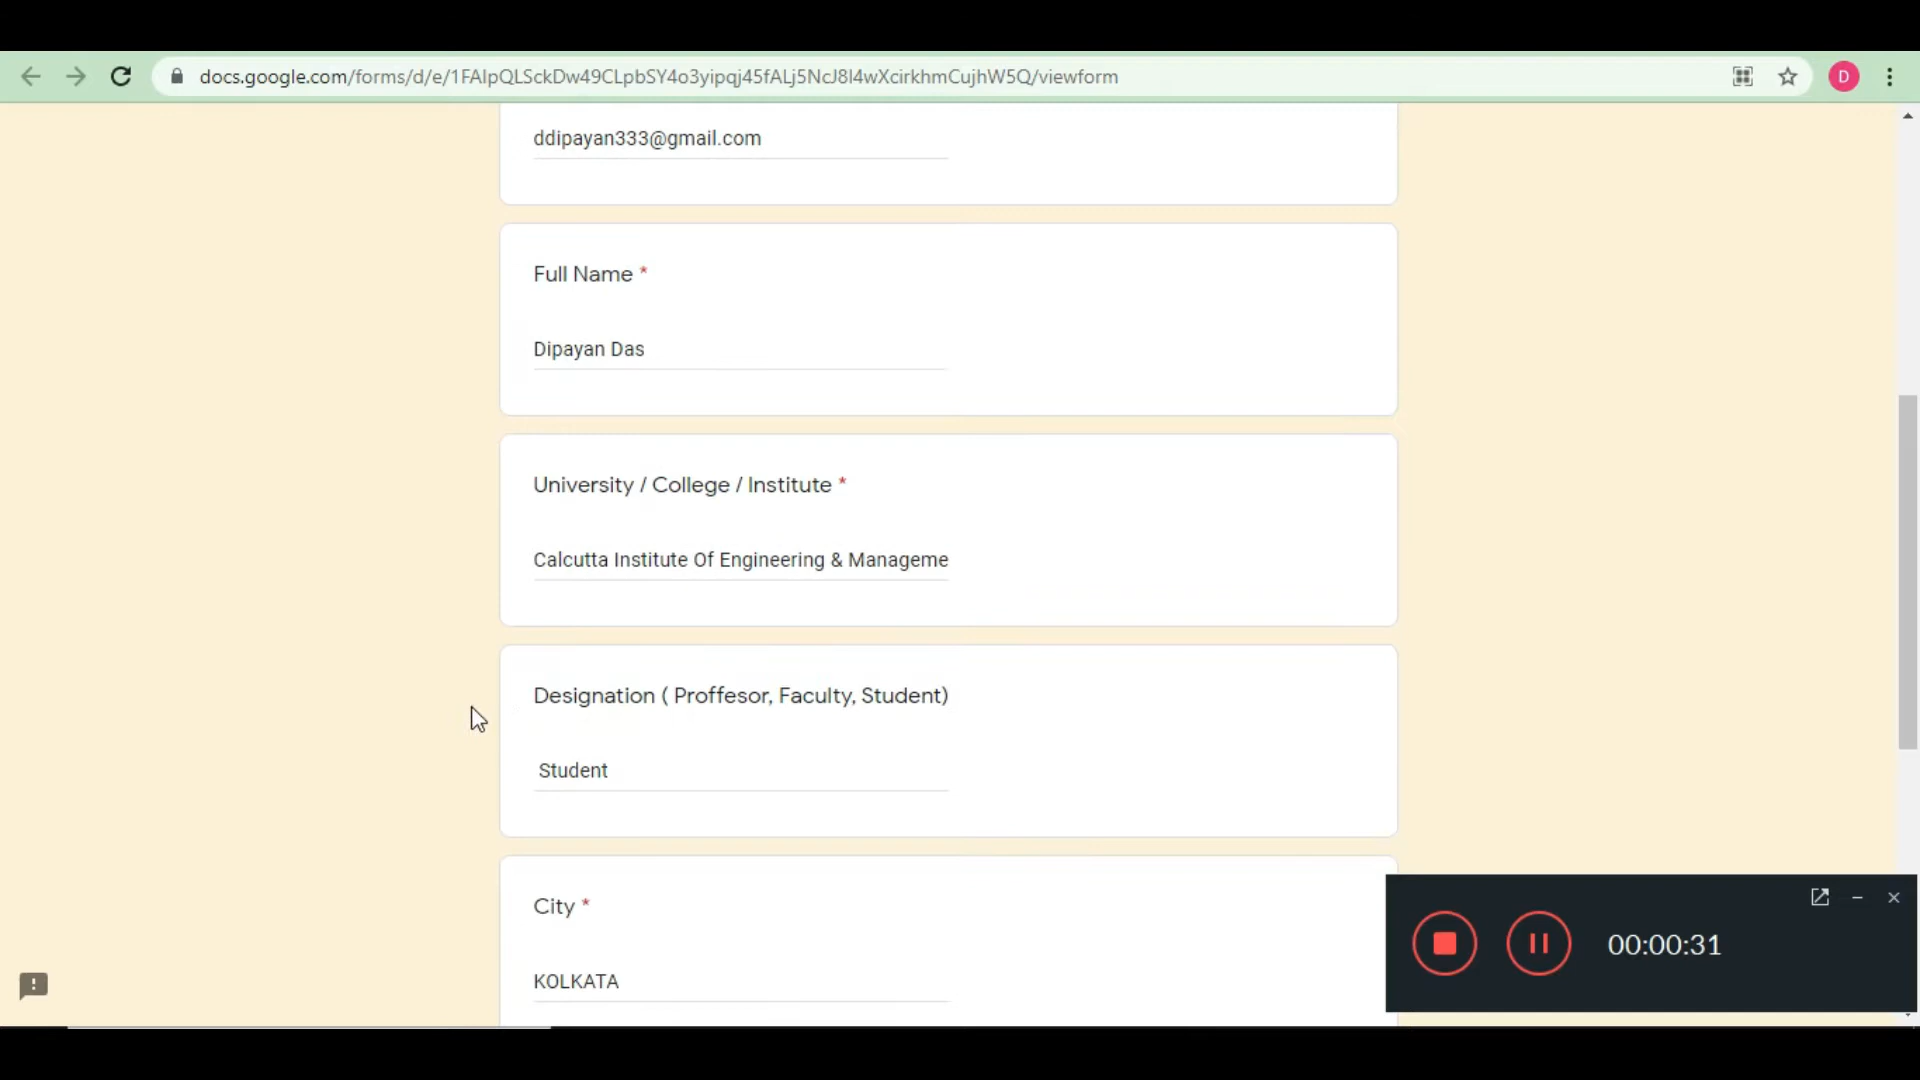 docs.google.com/forms/d/e/1FAIpQLSckDw49CLpbSY4o3yipqj45fALj5NcJ8I4wXcirkhmCujhW5Q/viewform
D
ddipayan333@gmail.com
Full Name *
Dipayan Das
University / College / Institute *
Calcutta Institute Of Engineering & Manageme
Designation ( Proffesor, Faculty, Student)
Student
City *
KOLKATA
00:00:31